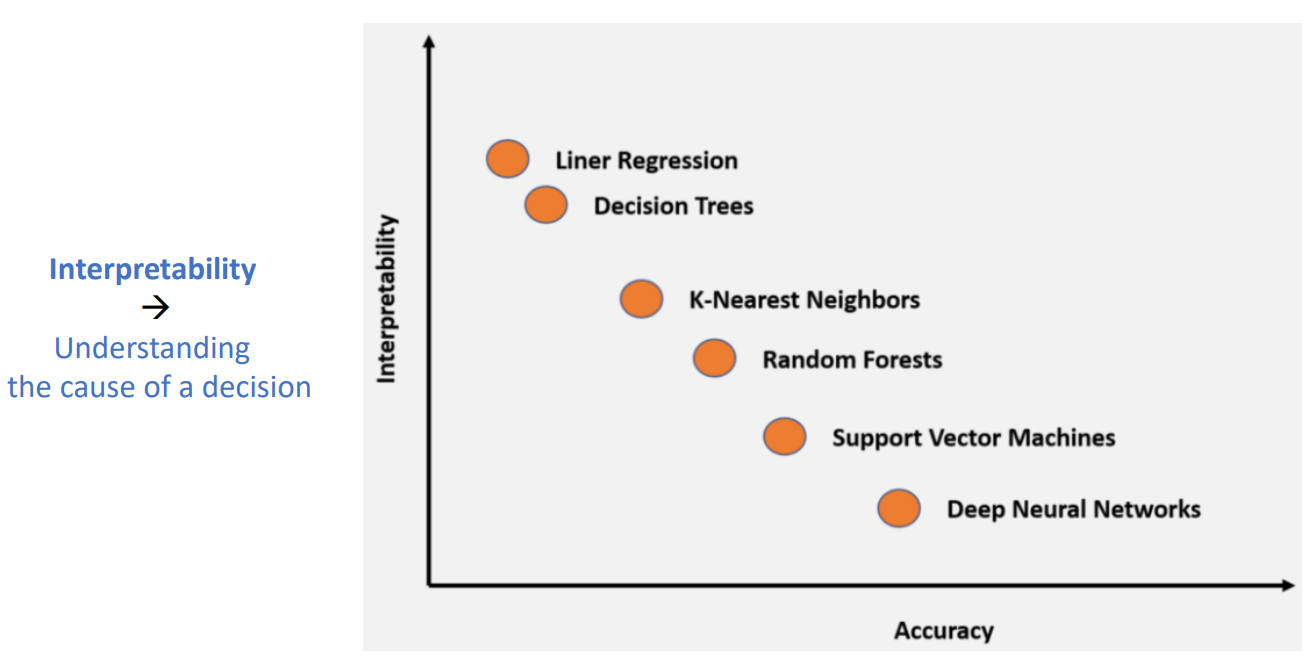 Interpretability
→
Understanding
the cause of a decision
Interpretability
Liner Regression
Decision Trees
K-Nearest Neighbors
Random Forests
Support Vector Machines
Deep Neural Networks
Accuracy